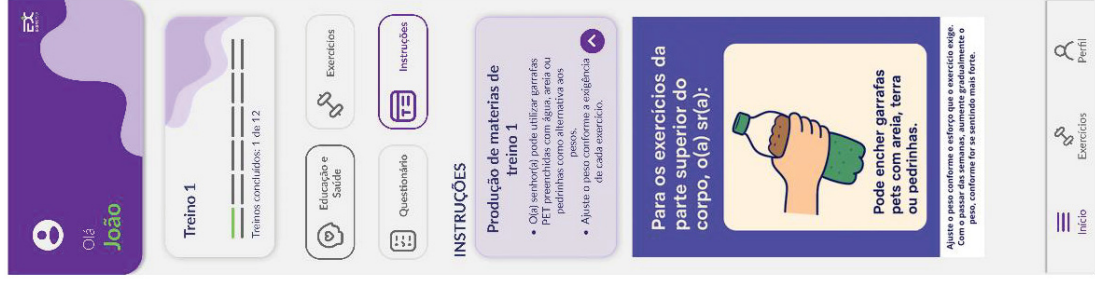 Olá
João
Treino 1
Treinos concluídos: 1 de 12
Educação e
Saúde
Exercícios
Questionário
Instruções
INSTRUÇÕES
Produção de materias de
treino 1
• O(a) senhor(a) pode utilizar garrafas
PET preenchidas com água, areia ou
pedrinhas como alternativa aos
pesos.
• Ajuste o peso conforme a exigência
de cada exercício.
Para os exercícios da
parte superior do
corpo, o(a) sr(a):
Pode encher garrafas
pets com areia, terra
ou pedrinhas.
Ajuste o peso conforme o esforço que o exercício exige.
Com o passar das semanas, aumente gradualmente o
peso, conforme for se sentindo mais forte.
Início
Exercícios
Perfil